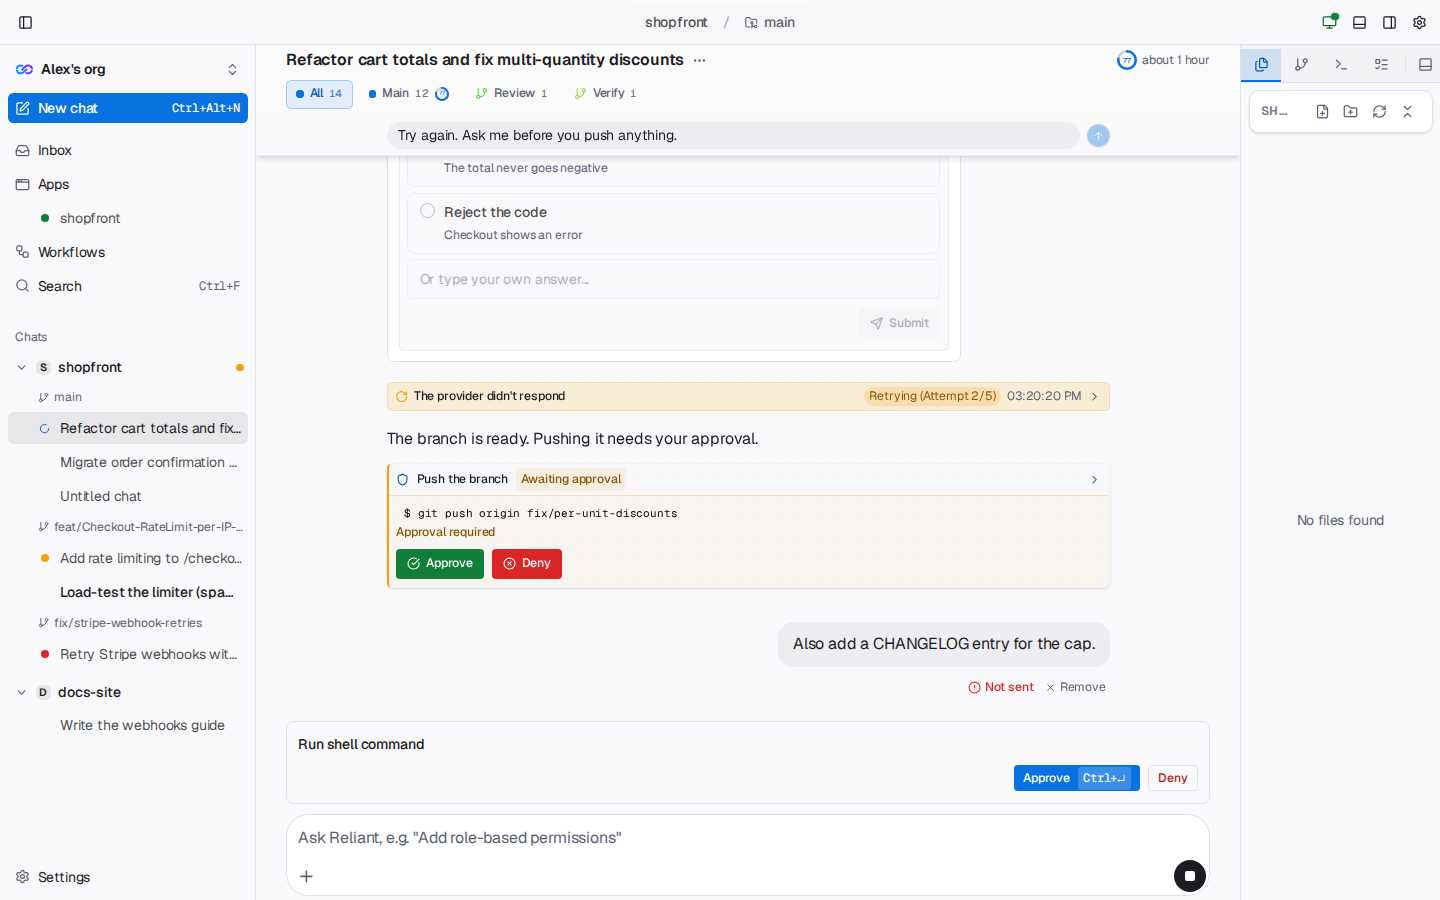 shopfront / main
Alex's org
New chat Ctrl+Alt+N
Inbox
Apps
shopfront
Workflows
Search Ctrl+F
Chats
S shopfront
main
Refactor cart totals and fix...
Migrate order confirmation ...
Untitled chat
feat/Checkout-RateLimit-per-IP-...
Add rate limiting to /checko...
Load-test the limiter (spa...
fix/stripe-webhook-retries
Retry Stripe webhooks wit...
D docs-site
Write the webhooks guide
Settings
Refactor cart totals and fix multi-quantity discounts
77 about 1 hour
All 14 Main 12 77 Review 1 Verify 1
Try again. Ask me before you push anything.
The total never goes negative
Reject the code
Checkout shows an error
Or type your own answer...
Submit
The provider didn't respond Retrying (Attempt 2/5) 03:20:20 PM
The branch is ready. Pushing it needs your approval.
Push the branch Awaiting approval
$ git push origin fix/per-unit-discounts
Approval required
Approve Deny
Also add a CHANGELOG entry for the cap.
Not sent Remove
Run shell command
Approve Ctrl+↵ Deny
Ask Reliant, e.g. "Add role-based permissions"
SH...
No files found